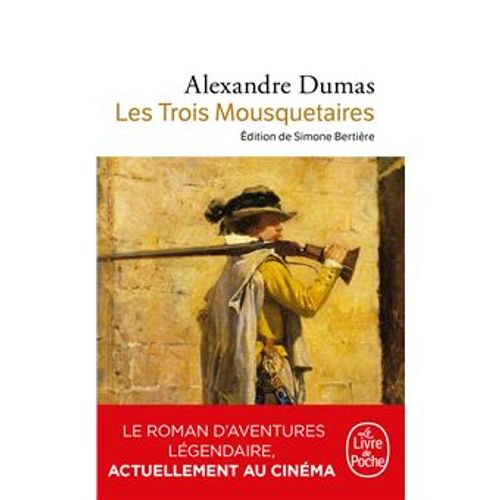 Alexandre Dumas
Les Trois Mousquetaires
Édition de Simone Bertière
LE ROMAN D'AVENTURES
LÉGENDAIRE,
ACTUELLEMENT AU CINÉMA
Le
Livre
de
Poche